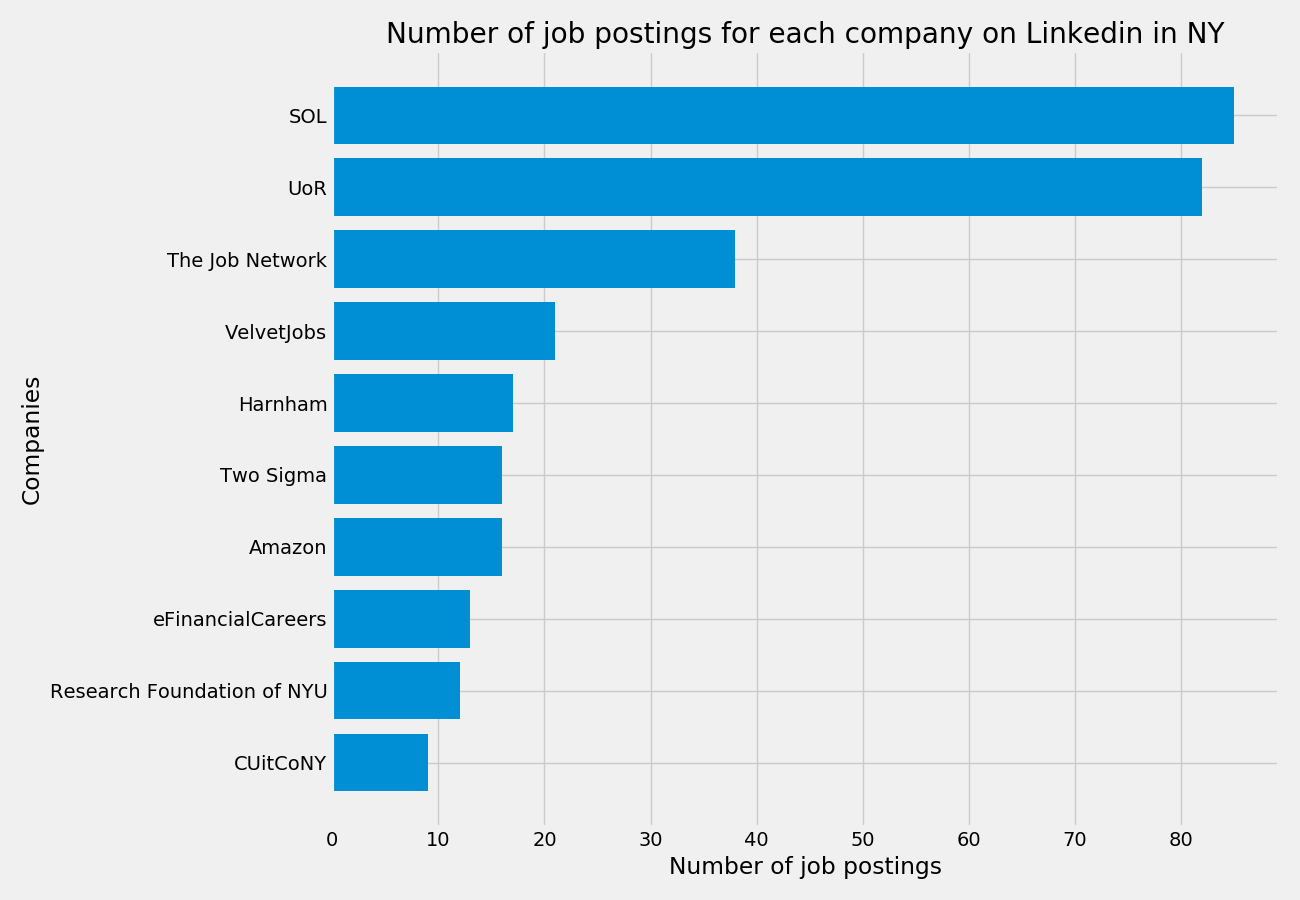 Number of job postings for each company on Linkedin in NY
Companies
SOL
UoR
The Job Network
VelvetJobs
Harnham
Two Sigma
Amazon
eFinancialCareers
Research Foundation of NYU
CUitCoNY
0 10 20 30 40 50 60 70 80
Number of job postings